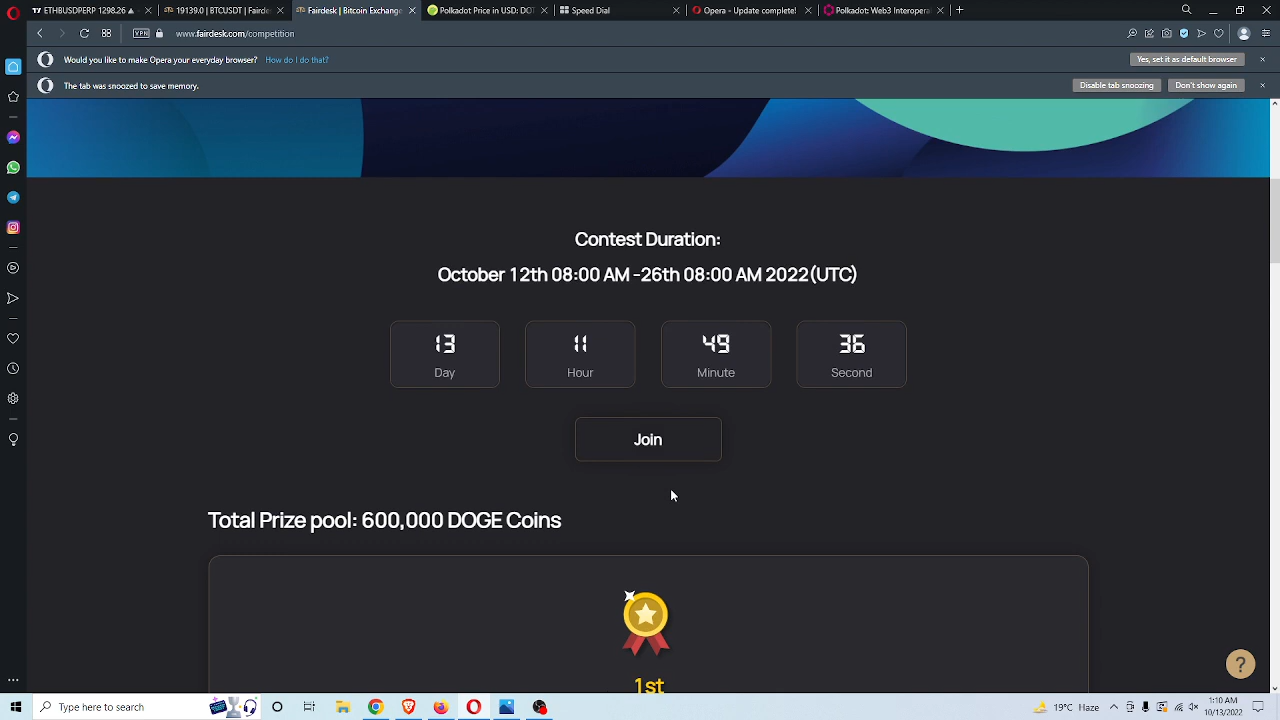 ETHBUSDPERP 1298.26 ▲
19139.0 | BTCUSDT | Fairde
Fairdesk | Bitcoin Exchange
Polkadot Price in USD: DOT
Speed Dial
Opera - Update complete!
Polkadot: Web3 Interopera
VPN
www.fairdesk.com/competition
Would you like to make Opera your everyday browser? How do I do that?
Yes, set it as default browser
The tab was snoozed to save memory.
Disable tab snoozing
Don't show again
Contest Duration:
October 12th 08:00 AM -26th 08:00 AM 2022(UTC)
13
11
49
36
Day
Hour
Minute
Second
Join
Total Prize pool: 600,000 DOGE Coins
1st
?
Type here to search
19°C Haze
1:10 AM
10/13/2022